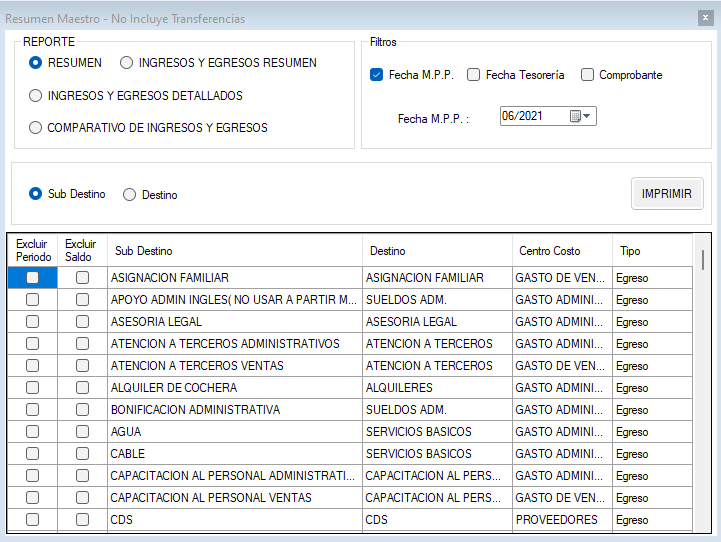 Resumen Maestro - No Incluye Transferencias
REPORTE
RESUMEN INGRESOS Y EGRESOS RESUMEN
INGRESOS Y EGRESOS DETALLADOS
COMPARATIVO DE INGRESOS Y EGRESOS
Filtros
Fecha M.P.P. Fecha Tesorería Comprobante
Fecha M.P.P. : 06/2021
Sub Destino Destino IMPRIMIR
Excluir Periodo Excluir Saldo Sub Destino Destino Centro Costo Tipo
ASIGNACION FAMILIAR ASIGNACION FAMILIAR GASTO DE VEN... Egreso
APOYO ADMIN INGLES( NO USAR A PARTIR M... SUELDOS ADM. GASTO ADMINI... Egreso
ASESORIA LEGAL ASESORIA LEGAL GASTO ADMINI... Egreso
ATENCION A TERCEROS ADMINISTRATIVOS ATENCION A TERCEROS GASTO ADMINI... Egreso
ATENCION A TERCEROS VENTAS ATENCION A TERCEROS GASTO DE VEN... Egreso
ALQUILER DE COCHERA ALQUILERES GASTO ADMINI... Egreso
BONIFICACION ADMINISTRATIVA SUELDOS ADM. GASTO ADMINI... Egreso
AGUA SERVICIOS BASICOS GASTO ADMINI... Egreso
CABLE SERVICIOS BASICOS GASTO ADMINI... Egreso
CAPACITACION AL PERSONAL ADMINISTRATI... CAPACITACION AL PERS... GASTO ADMINI... Egreso
CAPACITACION AL PERSONAL VENTAS CAPACITACION AL PERS... GASTO DE VEN... Egreso
CDS CDS PROVEEDORES Egreso